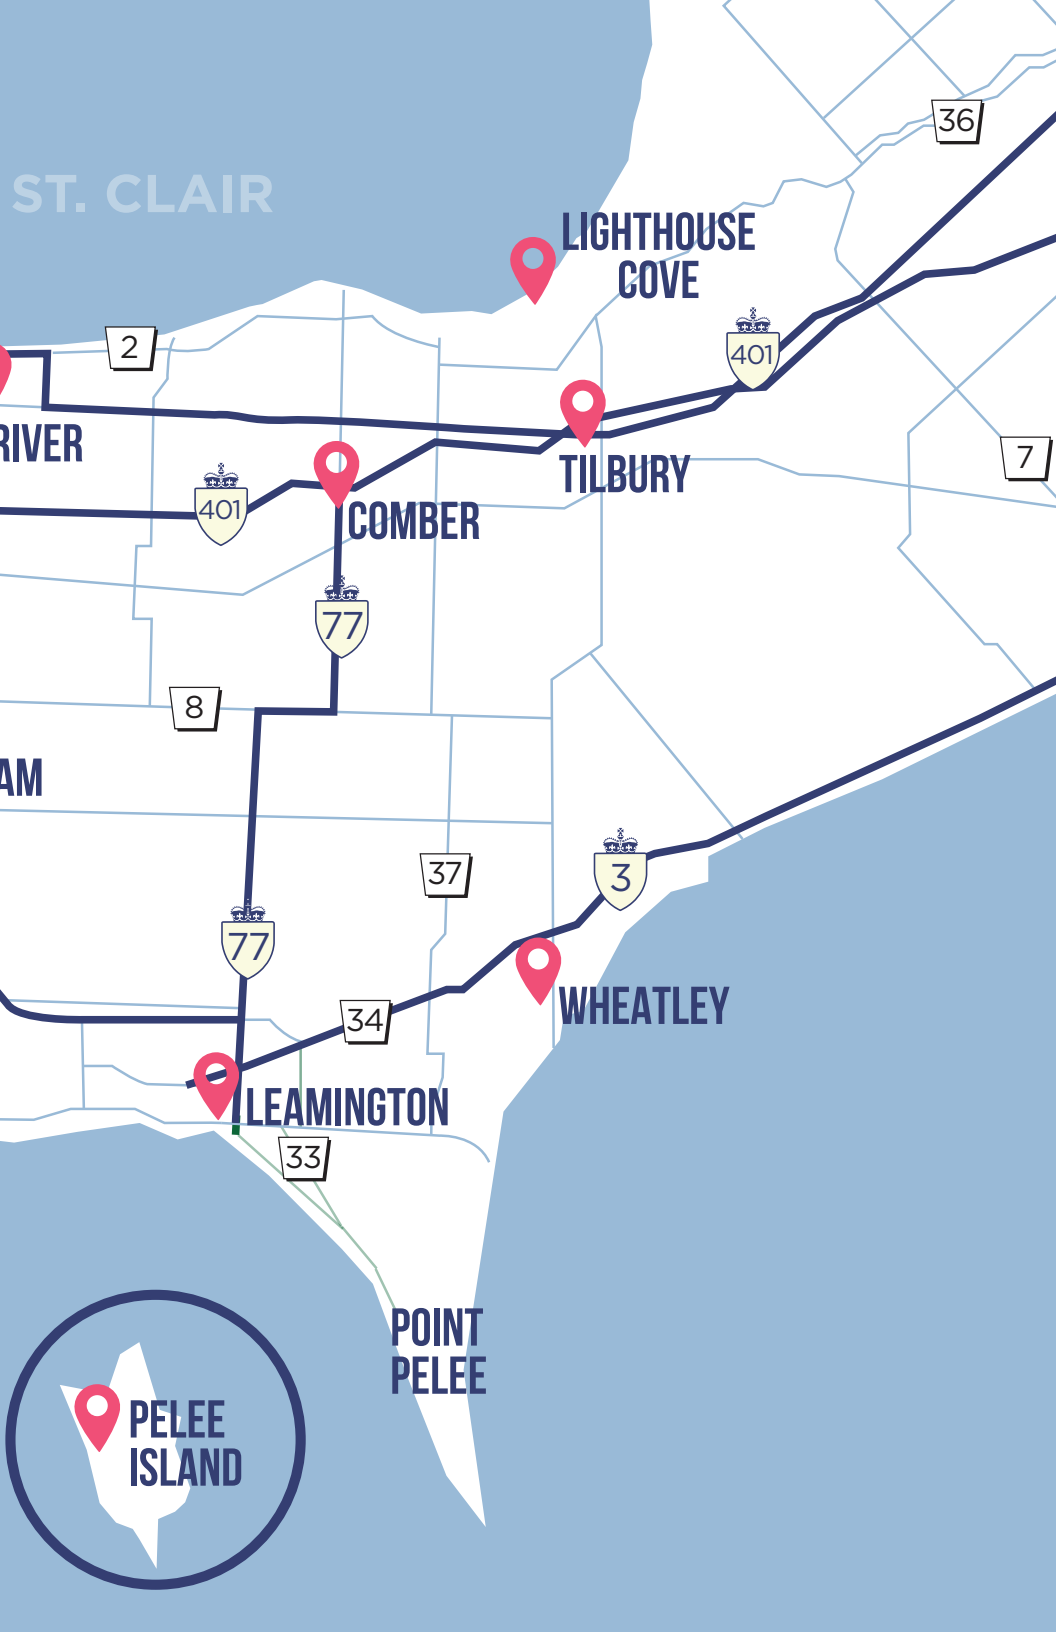 36
ST. CLAIR
LIGHTHOUSE
COVE
2
401
RIVER
TILBURY
7
401
COMBER
77
8
AM
37
3
77
WHEATLEY
34
LEAMINGTON
33
POINT
PELEE
PELEE
ISLAND